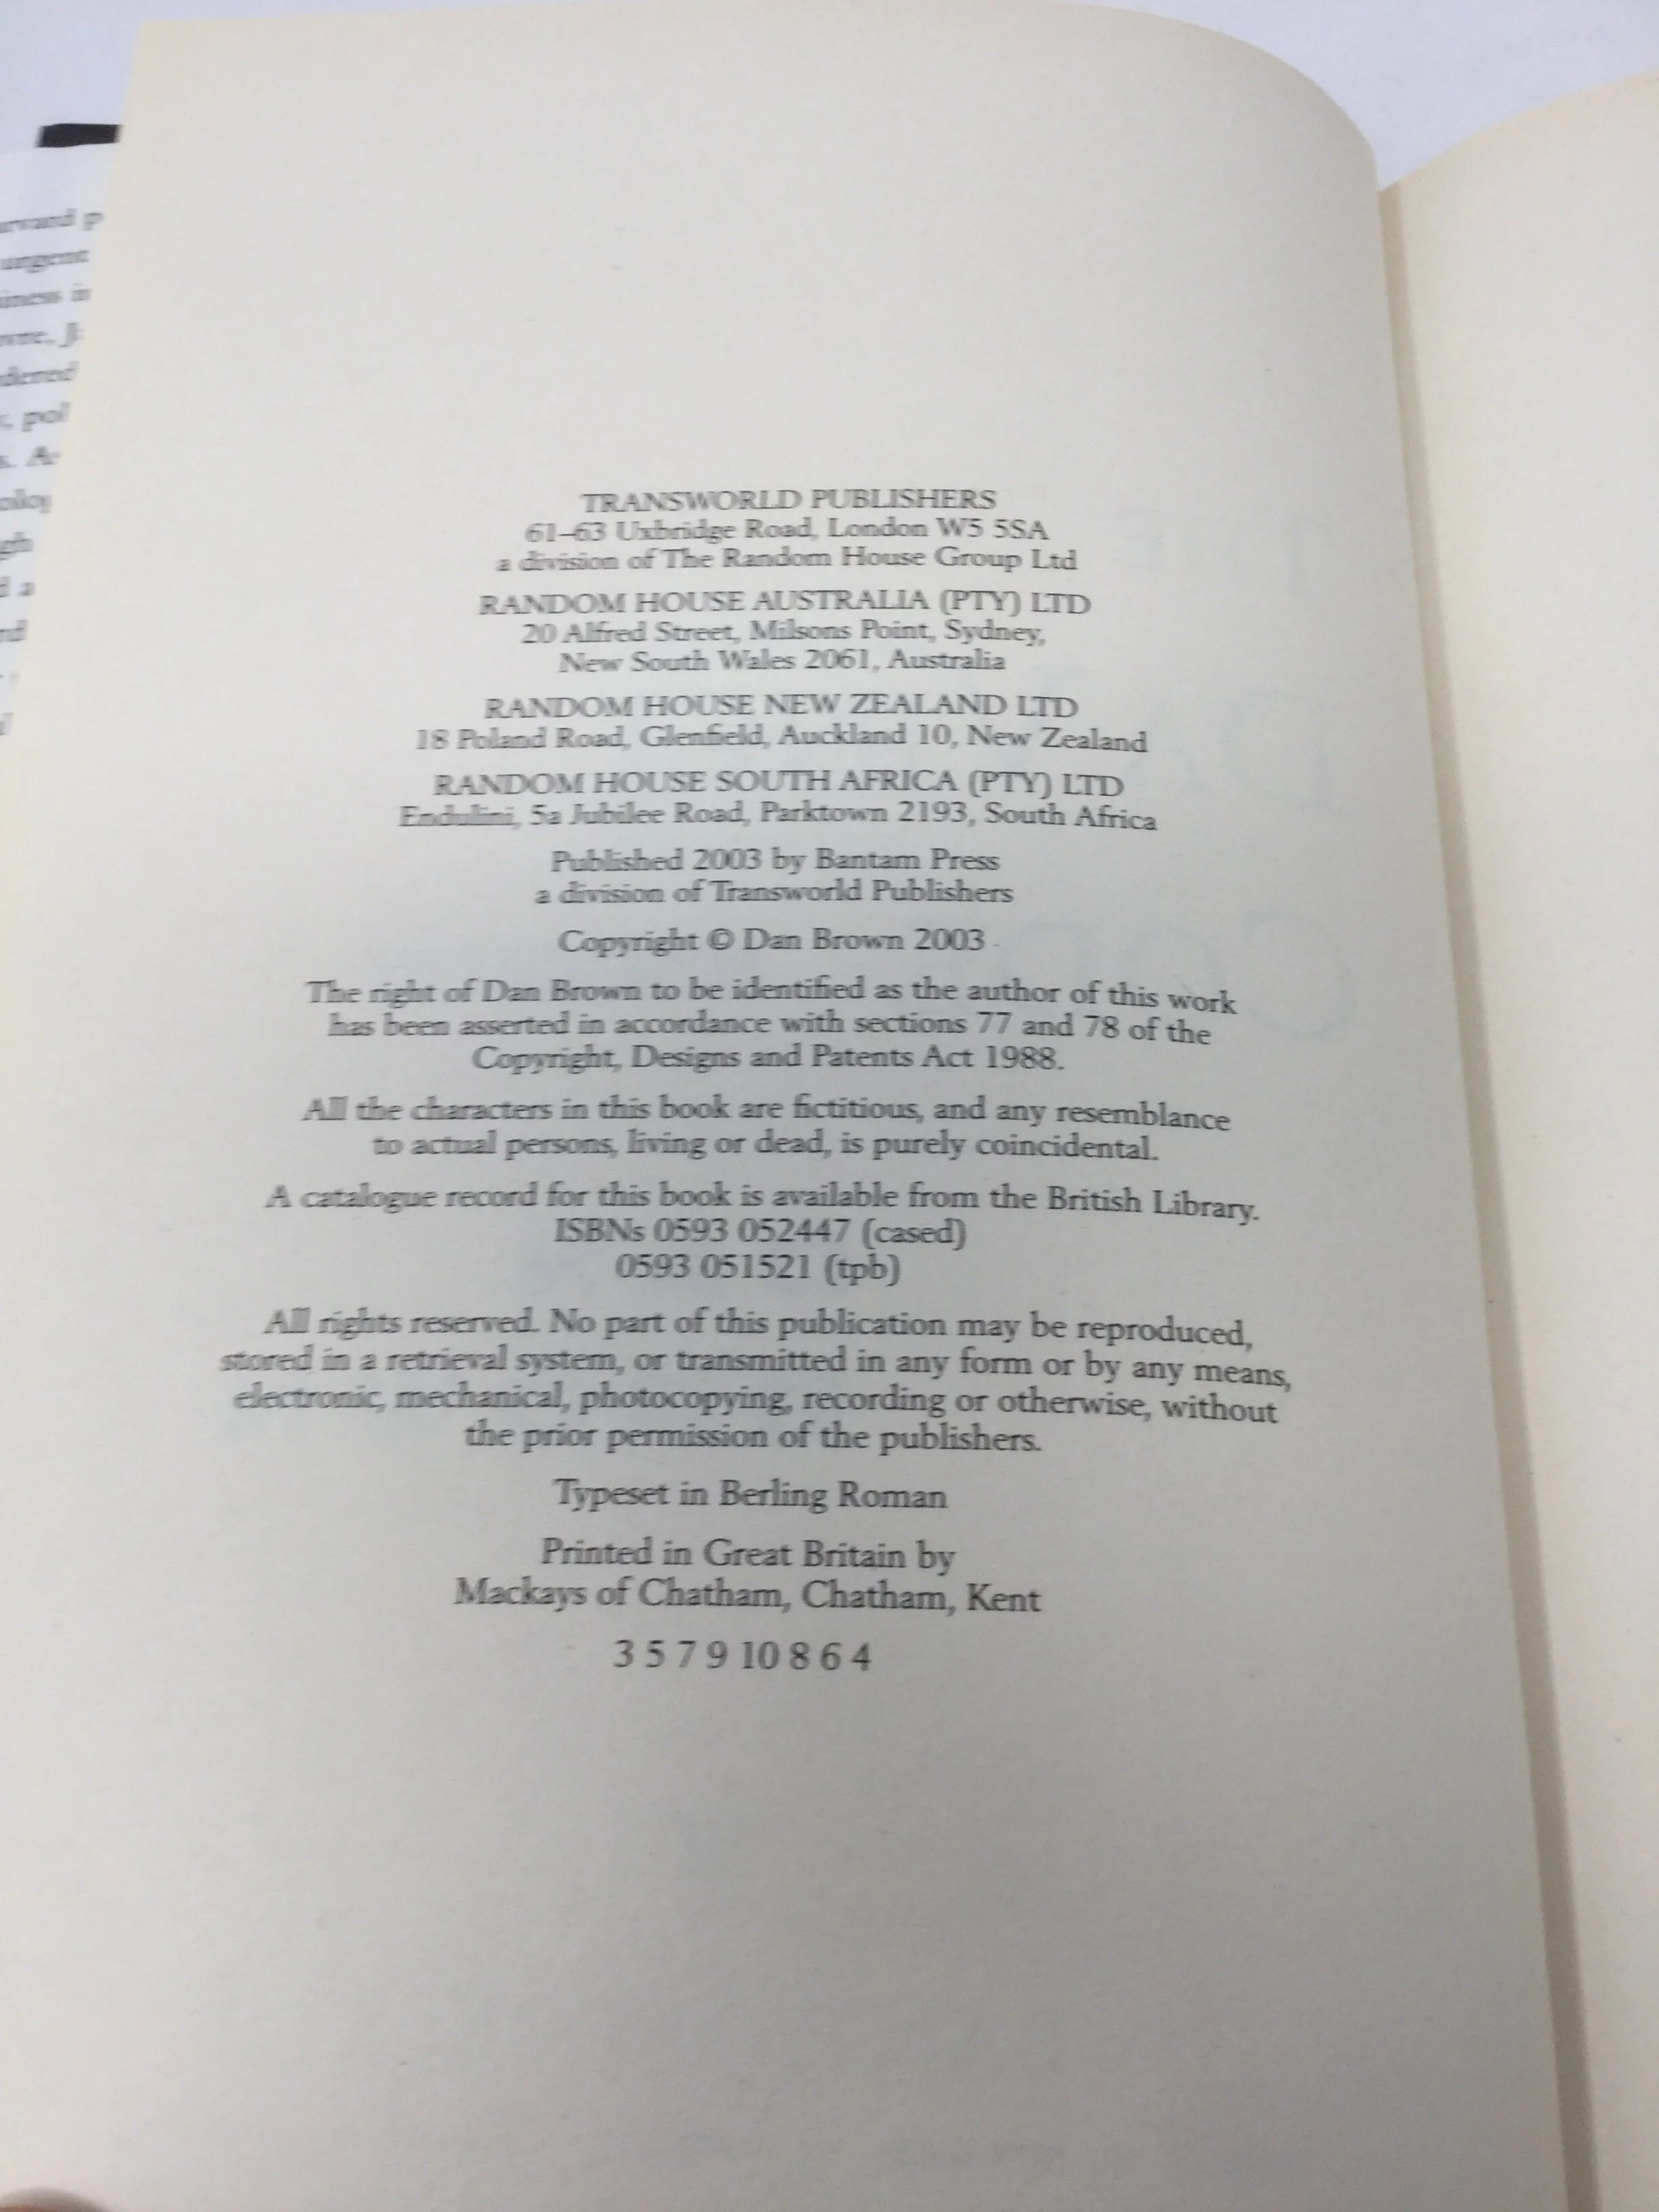 urgent
TRANSWORLD PUBLISHERS
61–63 Uxbridge Road, London W5 5SA
a division of The Random House Group Ltd
RANDOM HOUSE AUSTRALIA (PTY) LTD
20 Alfred Street, Milsons Point, Sydney,
New South Wales 2061, Australia
RANDOM HOUSE NEW ZEALAND LTD
18 Poland Road, Glenfield, Auckland 10, New Zealand
RANDOM HOUSE SOUTH AFRICA (PTY) LTD
Endulini, 5a Jubilee Road, Parktown 2193, South Africa
Published 2003 by Bantam Press
a division of Transworld Publishers
Copyright © Dan Brown 2003
The right of Dan Brown to be identified as the author of this work
has been asserted in accordance with sections 77 and 78 of the
Copyright, Designs and Patents Act 1988.
All the characters in this book are fictitious, and any resemblance
to actual persons, living or dead, is purely coincidental.
A catalogue record for this book is available from the British Library.
ISBNs 0593 052447 (cased)
0593 051521 (tpb)
All rights reserved. No part of this publication may be reproduced,
stored in a retrieval system, or transmitted in any form or by any means,
electronic, mechanical, photocopying, recording or otherwise, without
the prior permission of the publishers.
Typeset in Berling Roman
Printed in Great Britain by
Mackays of Chatham, Chatham, Kent
3 5 7 9 10 8 6 4